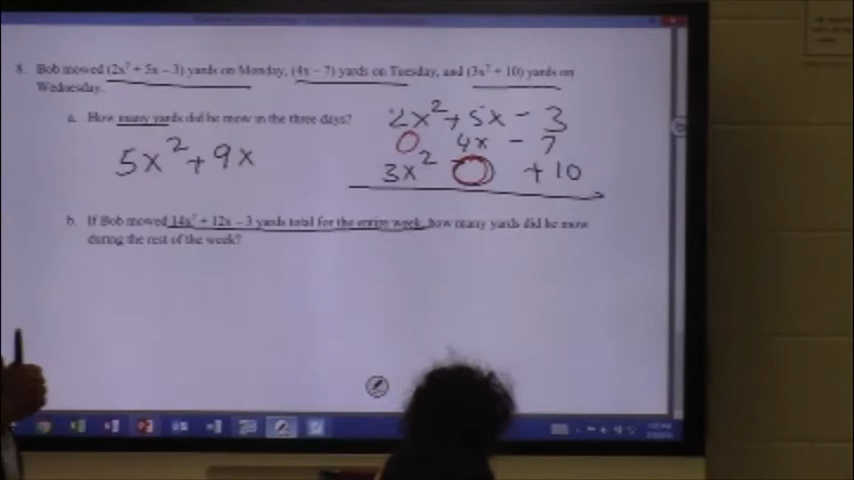 8. Bob mowed (2x² + 5x – 3) yards on Monday, (4x – 7) yards on Tuesday, and (3x² + 10) yards on
Wednesday.
a. How many yards did he mow in the three days?
2x² + 5x - 3
0 4x - 7
3x² 0 + 10
5x² + 9x
b. If Bob mowed 14x² + 12x – 3 yards total for the entire week, how many yards did he mow
during the rest of the week?